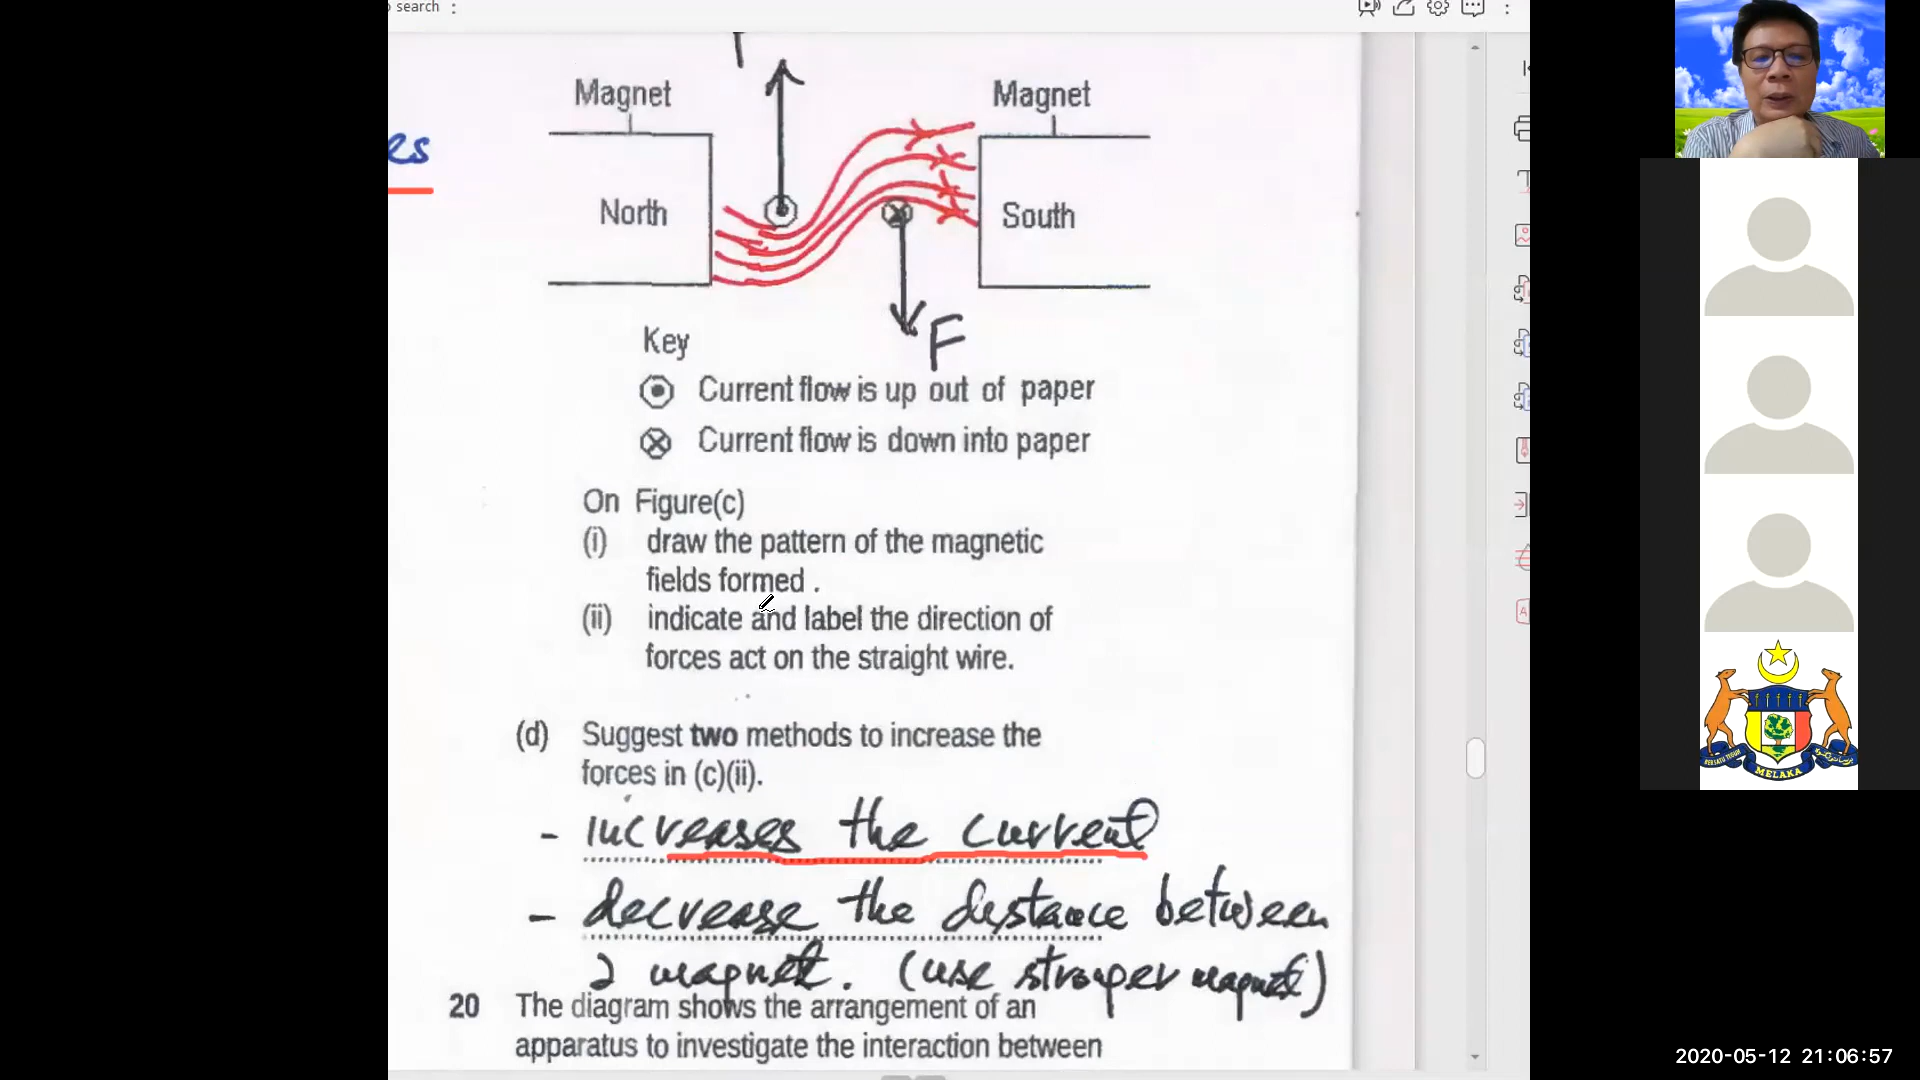 search :
es
F
Magnet
Magnet
North
South
F
Key
Current flow is up out of paper
Current flow is down into paper
On Figure(c)
(i) draw the pattern of the magnetic
fields formed .
(ii) indicate and label the direction of
forces act on the straight wire.
(d) Suggest two methods to increase the
forces in (c)(ii).
- increases the current
- decrease the distance between
2 magnet. (use stronger magnet)
20 The diagram shows the arrangement of an
apparatus to investigate the interaction between
MELAKA
2020-05-12 21:06:57